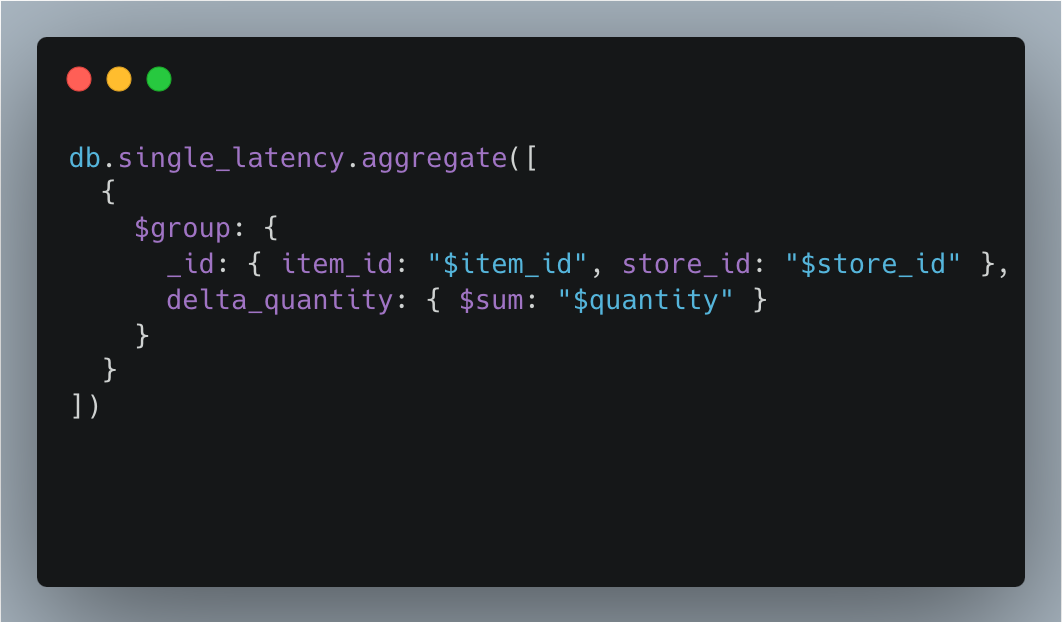 db.single_latency.aggregate([
  {
    $group: {
      _id: { item_id: "$item_id", store_id: "$store_id" },
      delta_quantity: { $sum: "$quantity" }
    }
  }
])